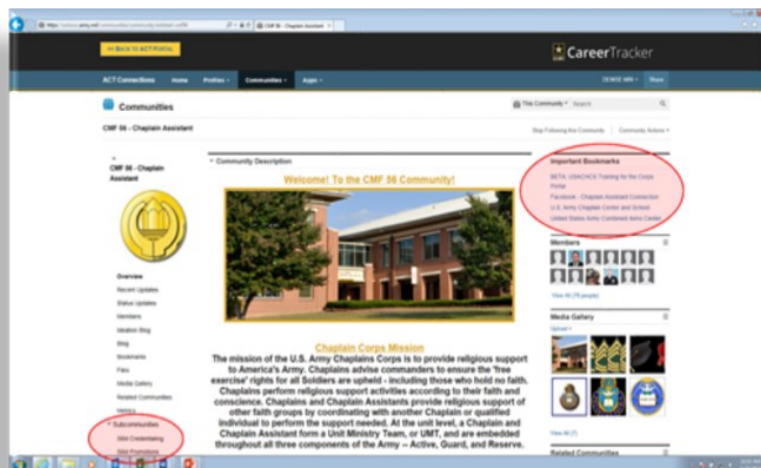 CMF 56 - Chaplain Assistant
<< BACK TO ACT PORTAL
CareerTracker
ACT Connections Home Profiles Communities Apps
Share
Communities
This Community Search
CMF 56 - Chaplain Assistant
Stop Following this Community Community Actions
CMF 56 - Chaplain
Assistant
Overview
Recent Updates
Status Updates
Members
Ideation Blog
Blog
Bookmarks
Files
Media Gallery
Related Communities
Metrics
Subcommunities
Credentialing
Promotions
Community Description
Welcome! To the CMF 56 Community!
Chaplain Corps Mission
The mission of the U.S. Army Chaplains Corps is to provide religious support
to America's Army. Chaplains advise commanders to ensure the 'free
exercise' rights for all Soldiers are upheld - including those who hold no faith.
Chaplains perform religious support activities according to their faith and
conscience. Chaplains and Chaplain Assistants provide religious support of
other faith groups by coordinating with another Chaplain or qualified
individual to perform the support needed. At the unit level, a Chaplain and
Chaplain Assistant form a Unit Ministry Team, or UMT, and are embedded
throughout all three components of the Army -- Active, Guard, and Reserve.
Important Bookmarks
BETA, USACHCS Training for the Corps
Portal
Facebook - Chaplain Assistant Connection
U.S. Army Chaplain Center and School
United States Army Combined Arms Center
Members
View All (78 people)
Media Gallery
Upload
View All (7)
Related Communities